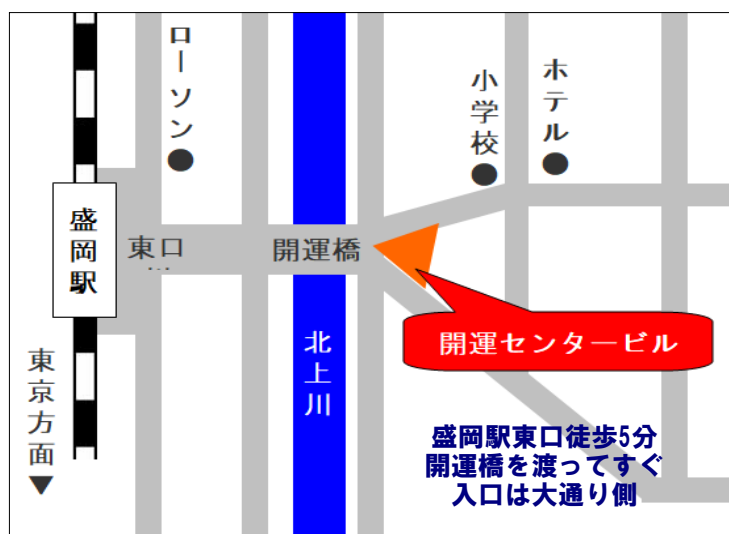 ローソン
小学校
ホテル
盛岡駅
東口
開運橋
北上川
開運センタービル
東京方面
盛岡駅東口徒歩5分
開運橋を渡ってすぐ
入口は大通り側